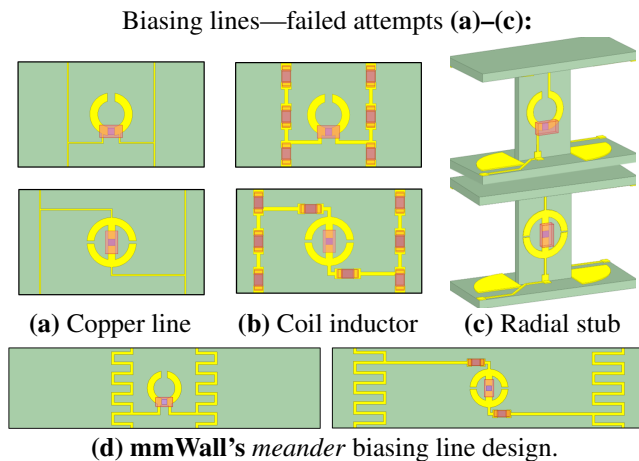 Biasing lines—failed attempts (a)–(c):
(a) Copper line
(b) Coil inductor
(c) Radial stub
(d) mmWall's meander biasing line design.